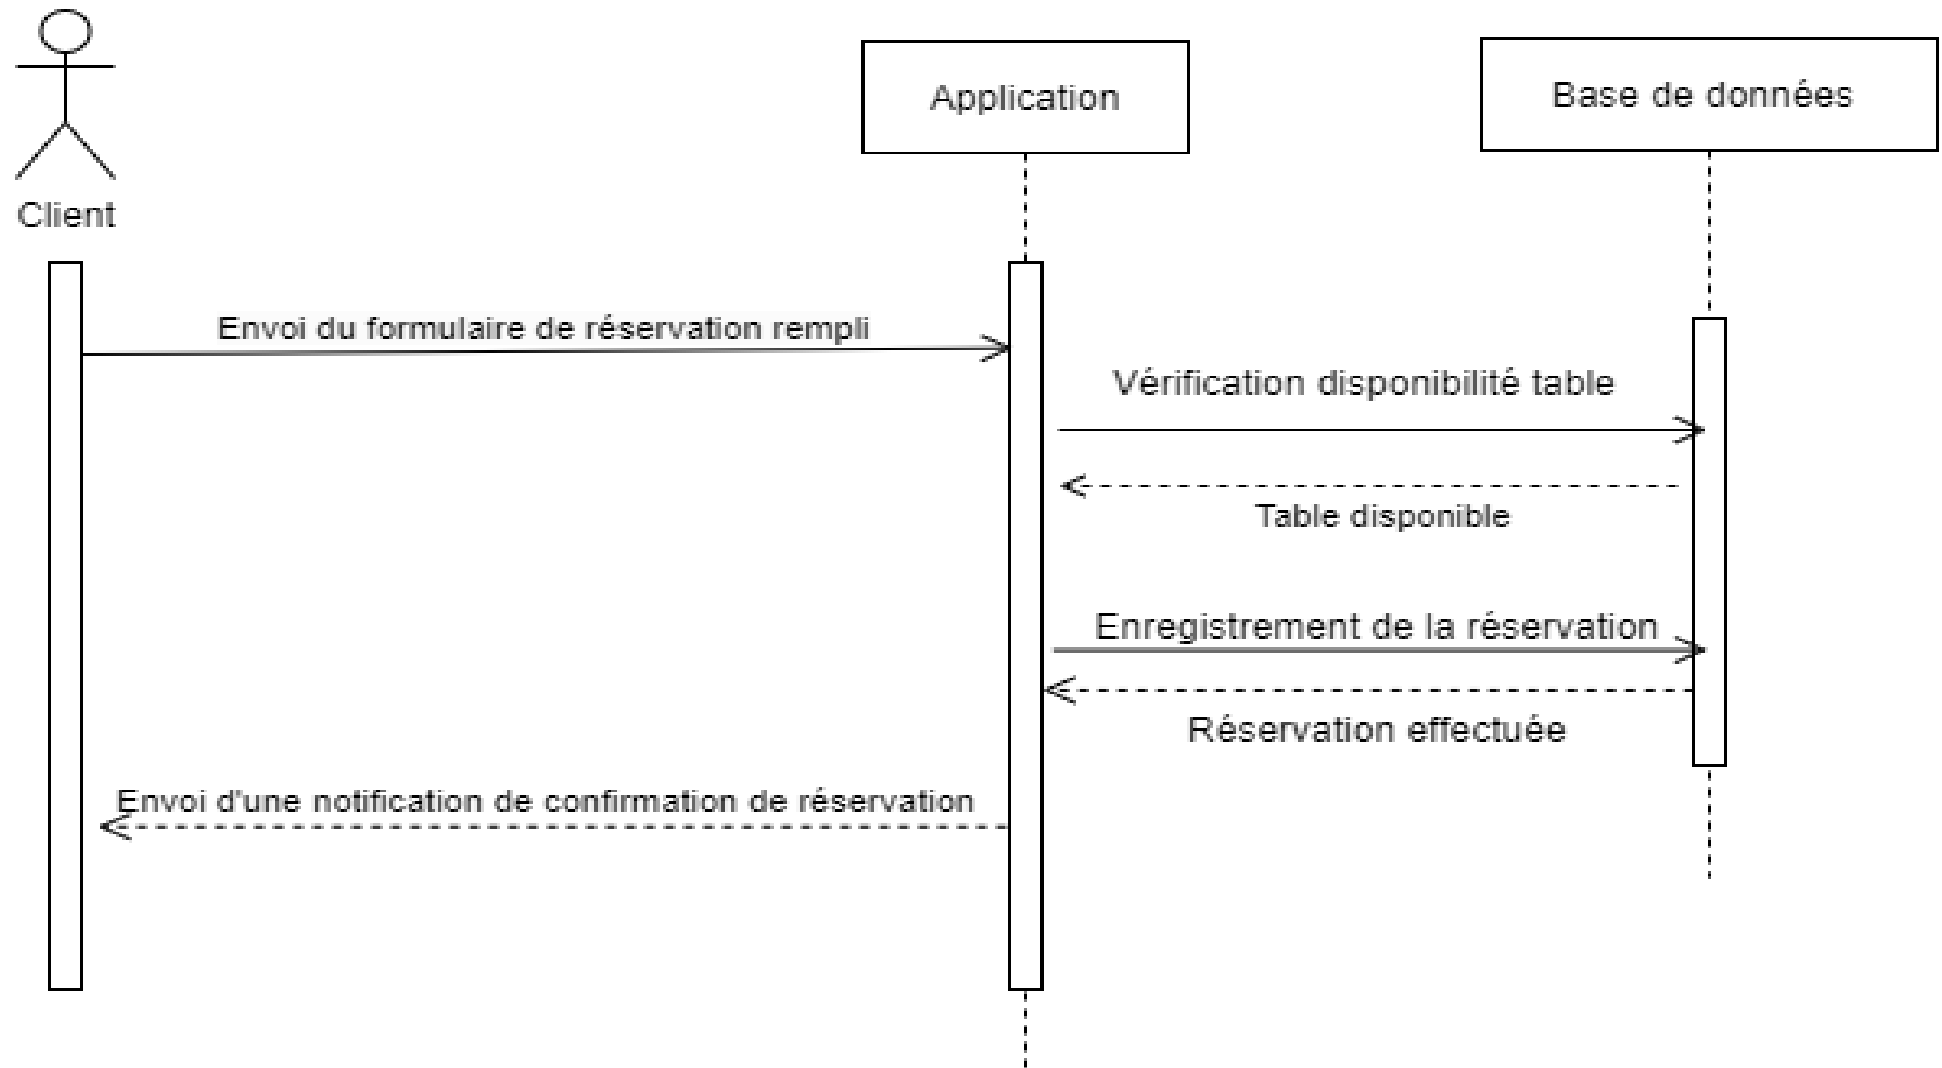 Application
Base de données
Client
Envoi du formulaire de réservation rempli
Vérification disponibilité table
Table disponible
Enregistrement de la réservation
Réservation effectuée
Envoi d'une notification de confirmation de réservation